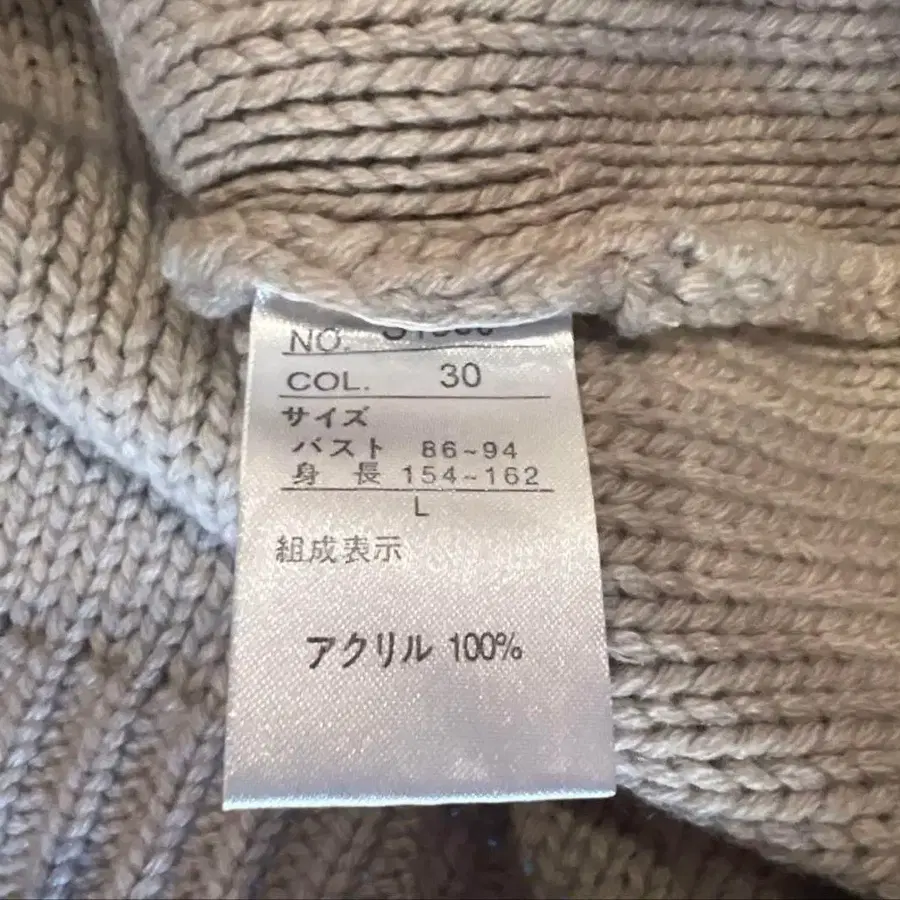 NO.
COL. 30
サイズ
バスト 86~94
身長 154~162
L
組成表示
アクリル 100%